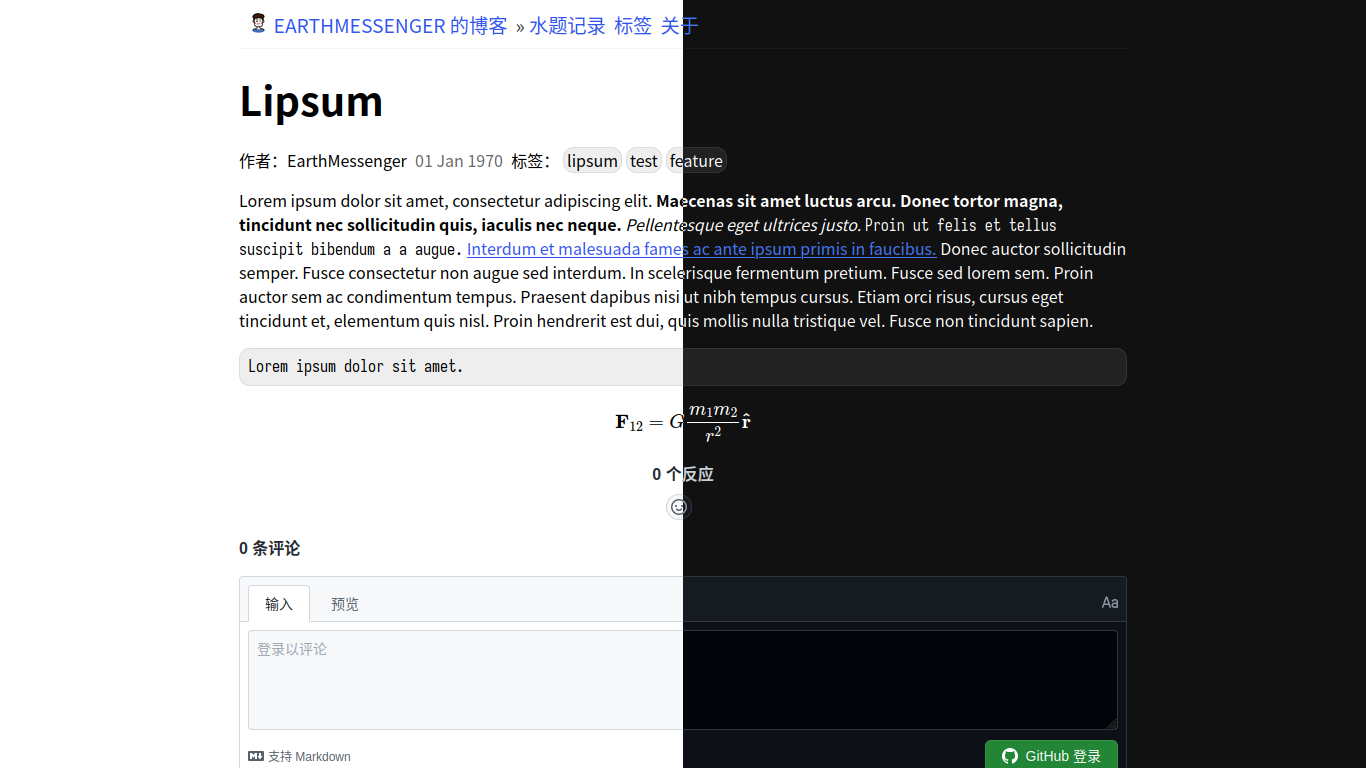 EARTHMESSENGER 的博客 » 水题记录 标签 关于
Lipsum
作者：EarthMessenger 01 Jan 1970 标签： lipsum test feature
Lorem ipsum dolor sit amet, consectetur adipiscing elit. Maecenas sit amet luctus arcu. Donec tortor magna,
tincidunt nec sollicitudin quis, iaculis nec neque. Pellentesque eget ultrices justo. Proin ut felis et tellus
suscipit bibendum a a augue. Interdum et malesuada fames ac ante ipsum primis in faucibus. Donec auctor sollicitudin
semper. Fusce consectetur non augue sed interdum. In scelerisque fermentum pretium. Fusce sed lorem sem. Proin
auctor sem ac condimentum tempus. Praesent dapibus nisi ut nibh tempus cursus. Etiam orci risus, cursus eget
tincidunt et, elementum quis nisl. Proin hendrerit est dui, quis mollis nulla tristique vel. Fusce non tincidunt sapien.
Lorem ipsum dolor sit amet.
$\mathbf{F}_{12} = G\frac{m_1 m_2}{r^2}\hat{\mathbf{r}}$
0 个反应
0 条评论
输入 预览 Aa
登录以评论
支持 Markdown GitHub 登录